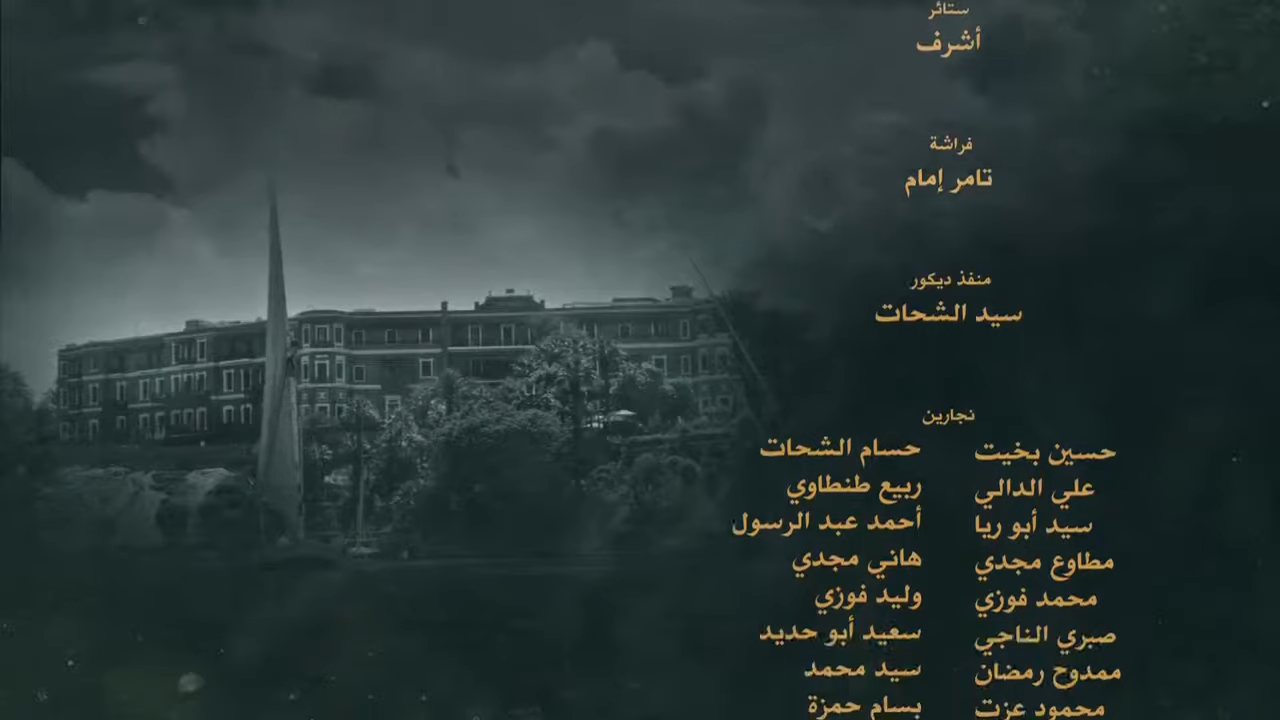 ستائر
أشرف
فراشة
تامر إمام
منفذ ديكور
سيد الشحات
نجارين
حسين بخيت حسام الشحات
علي الدالي ربيع طنطاوي
سيد أبو ريا أحمد عبد الرسول
مطاوع مجدي هاني مجدي
محمد فوزي وليد فوزي
صبري الناجي سعيد أبو حديد
ممدوح رمضان سيد محمد
محمود عزت بسام حمزة